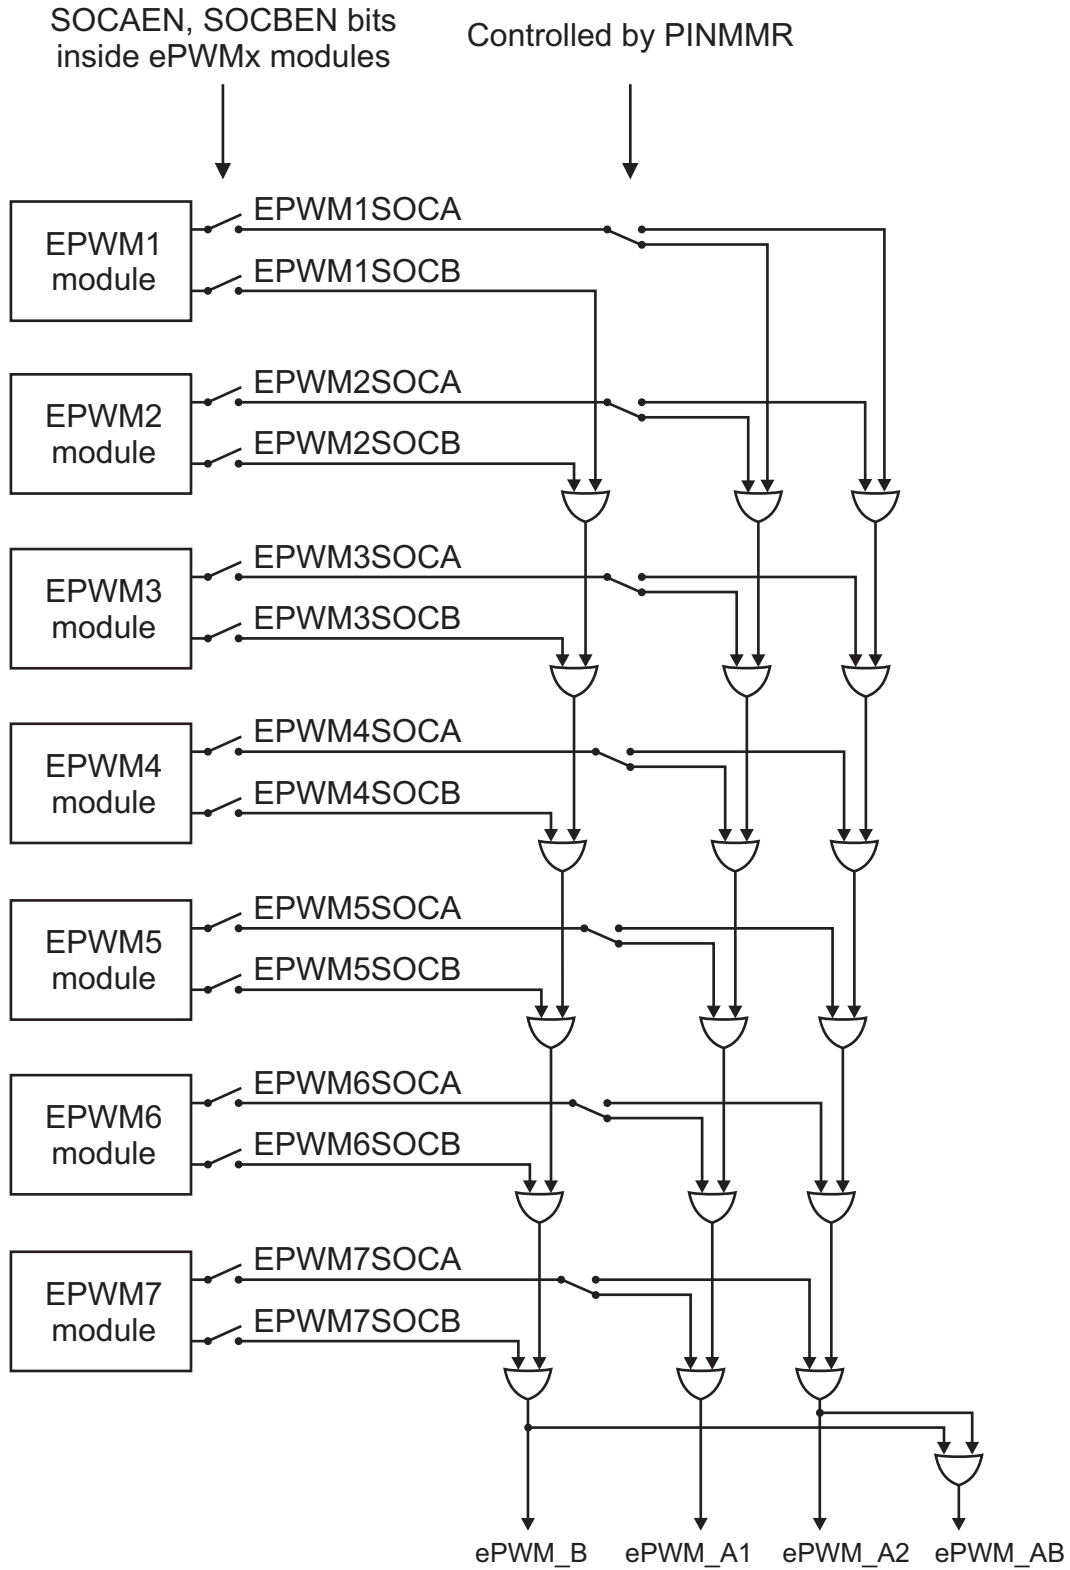 SOCAEN, SOCBEN bits
inside ePWMx modules
Controlled by PINMMR
EPWM1
module
EPWM1SOCA
EPWM1SOCB
EPWM2
module
EPWM2SOCA
EPWM2SOCB
EPWM3
module
EPWM3SOCA
EPWM3SOCB
EPWM4
module
EPWM4SOCA
EPWM4SOCB
EPWM5
module
EPWM5SOCA
EPWM5SOCB
EPWM6
module
EPWM6SOCA
EPWM6SOCB
EPWM7
module
EPWM7SOCA
EPWM7SOCB
ePWM_B
ePWM_A1
ePWM_A2
ePWM_AB